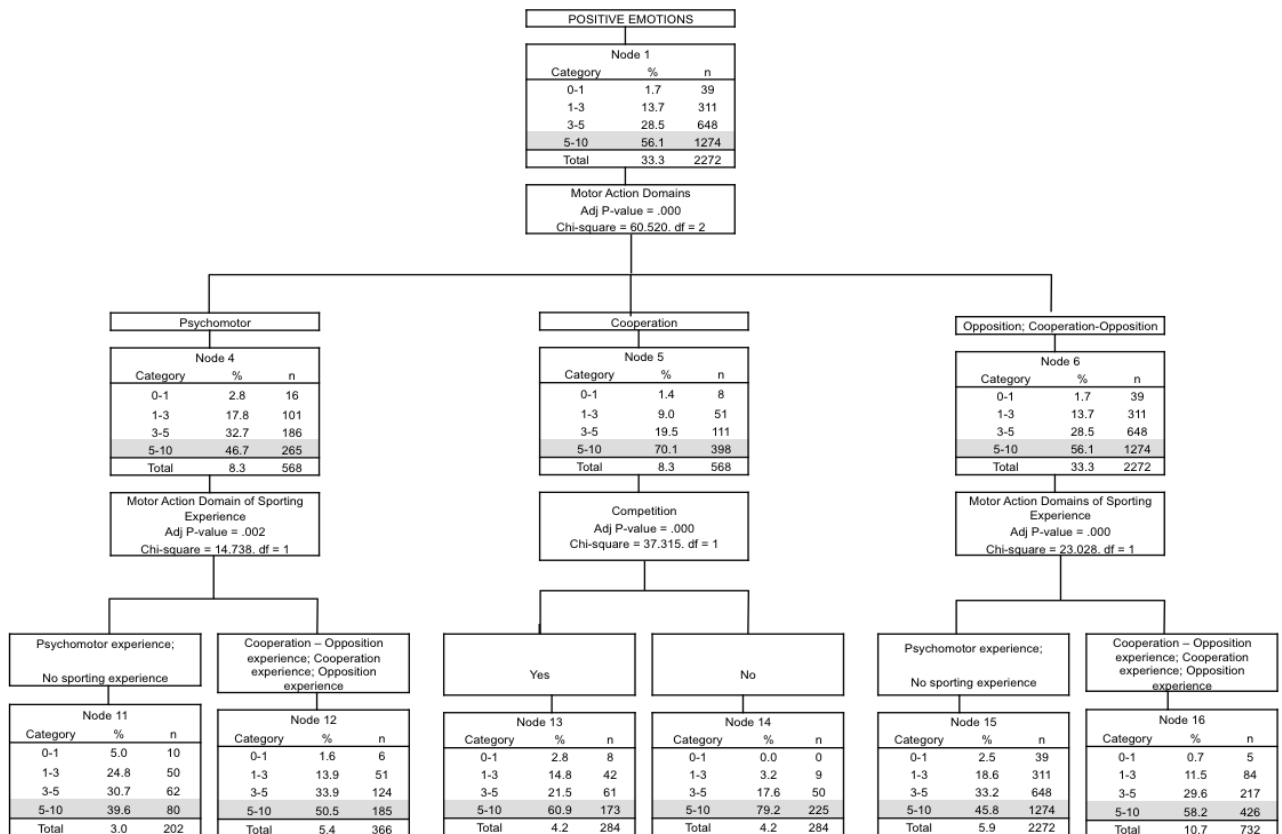 POSITIVE EMOTIONS
Node 1
Category % n
0-1 1.7 39
1-3 13.7 311
3-5 28.5 648
5-10 56.1 1274
Total 33.3 2272
Motor Action Domains
Adj P-value = .000
Chi-square = 60.520. df = 2
Psychomotor
Node 4
Category % n
0-1 2.8 16
1-3 17.8 101
3-5 32.7 186
5-10 46.7 265
Total 8.3 568
Motor Action Domain of Sporting
Experience
Adj P-value = .002
Chi-square = 14.738. df = 1
Cooperation
Node 5
Category % n
0-1 1.4 8
1-3 9.0 51
3-5 19.5 111
5-10 70.1 398
Total 8.3 568
Competition
Adj P-value = .000
Chi-square = 37.315. df = 1
Opposition; Cooperation-Opposition
Node 6
Category % n
0-1 1.7 39
1-3 13.7 311
3-5 28.5 648
5-10 56.1 1274
Total 33.3 2272
Motor Action Domains of Sporting
Experience
Adj P-value = .000
Chi-square = 23.028. df = 1
Psychomotor experience;
No sporting experience
Node 11
Category % n
0-1 5.0 10
1-3 24.8 50
3-5 30.7 62
5-10 39.6 80
Total 3.0 202
Cooperation – Opposition
experience; Cooperation
experience; Opposition
experience
Node 12
Category % n
0-1 1.6 6
1-3 13.9 51
3-5 33.9 124
5-10 50.5 185
Total 5.4 366
Yes
Node 13
Category % n
0-1 2.8 8
1-3 14.8 42
3-5 21.5 61
5-10 60.9 173
Total 4.2 284
No
Node 14
Category % n
0-1 0.0 0
1-3 3.2 9
3-5 17.6 50
5-10 79.2 225
Total 4.2 284
Psychomotor experience;
No sporting experience
Node 15
Category % n
0-1 2.5 39
1-3 18.6 311
3-5 33.2 648
5-10 45.8 1274
Total 5.9 2272
Cooperation – Opposition
experience; Cooperation
experience; Opposition
experience
Node 16
Category % n
0-1 0.7 5
1-3 11.5 84
3-5 29.6 217
5-10 58.2 426
Total 10.7 732